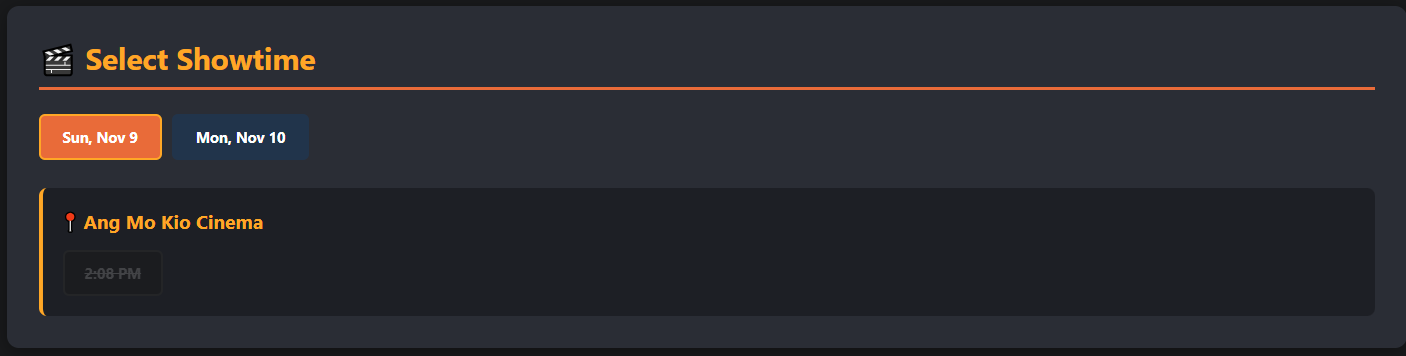 Select Showtime
Sun, Nov 9
Mon, Nov 10
Ang Mo Kio Cinema
2:08 PM